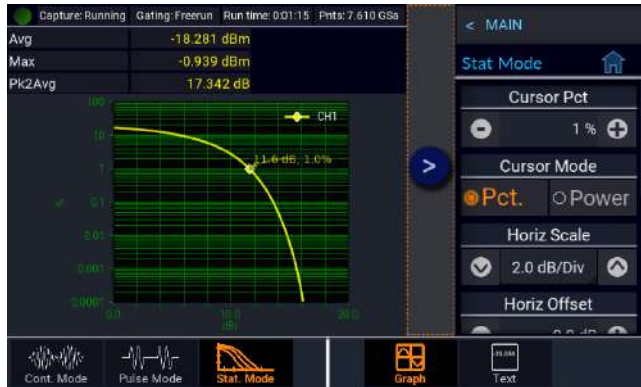 Capture: Running Gating: Freerun Run time: 0:01:15 Pnts: 7.610 GSa
< MAIN
Avg -18.281 dBm
Max -0.939 dBm
Pk2Avg 17.342 dB
Stat Mode
100
CH1
10
1
11.6 dB, 1.0%
%
0.1
0.01
0.001
0.0001
0.0 10.0 20.0
dBr
>
Cursor Pct
1 %
Cursor Mode
Pct. Power
Horiz Scale
2.0 dB/Div
Horiz Offset
Cont. Mode Pulse Mode Stat. Mode Graph Text